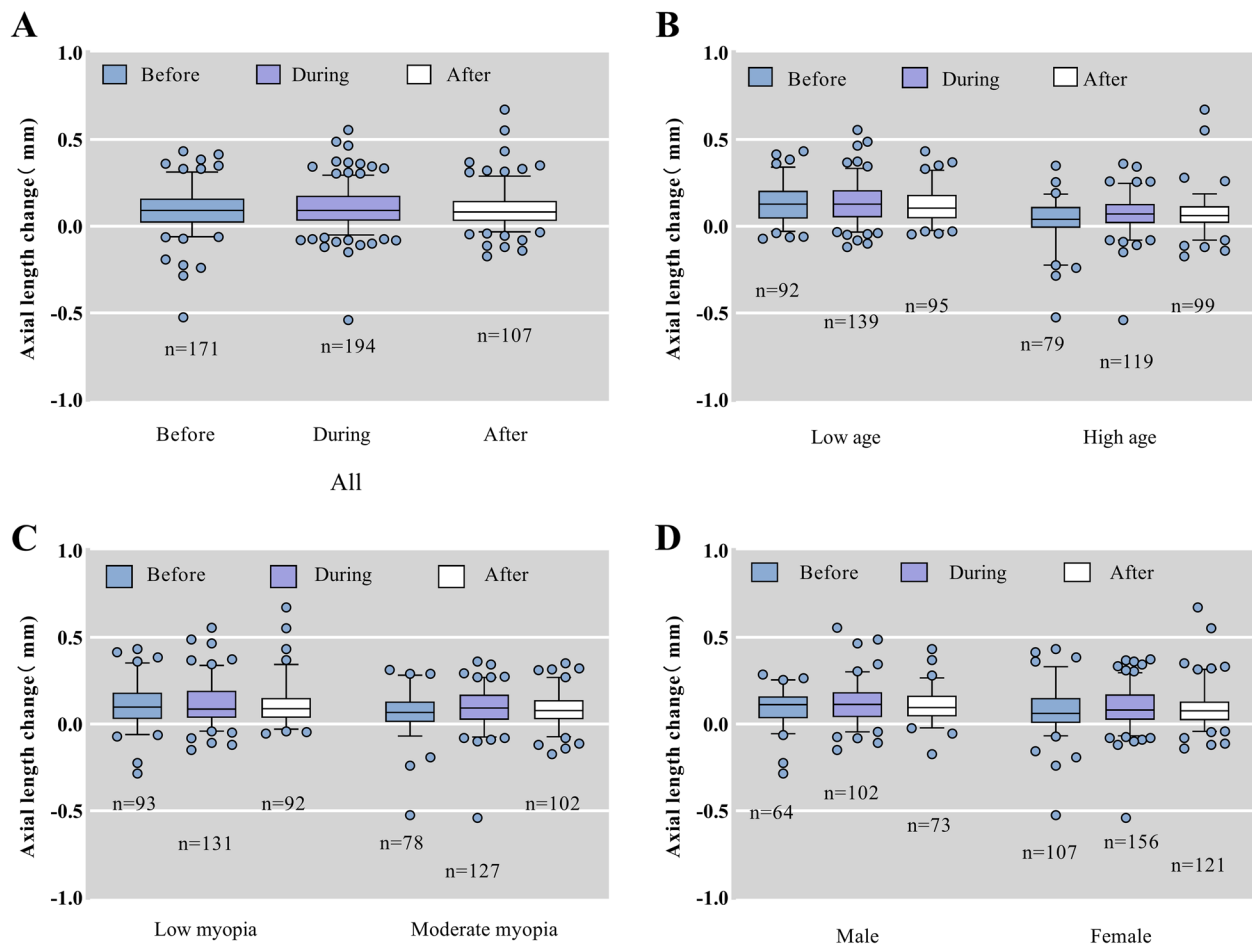 A
Axial length change( mm)
1.0
0.5
0.0
-0.5
-1.0
Before
During
After
n=171
n=194
n=107
Before
During
After
All
B
Axial length change( mm)
1.0
0.5
0.0
-0.5
-1.0
Before
During
After
n=92
n=139
n=95
n=79
n=119
n=99
Low age
High age
C
Axial length change( mm)
1.0
0.5
0.0
-0.5
-1.0
Before
During
After
n=93
n=131
n=92
n=78
n=127
n=102
Low myopia
Moderate myopia
D
Axial length change( mm)
1.0
0.5
0.0
-0.5
-1.0
Before
During
After
n=64
n=102
n=73
n=107
n=156
n=121
Male
Female